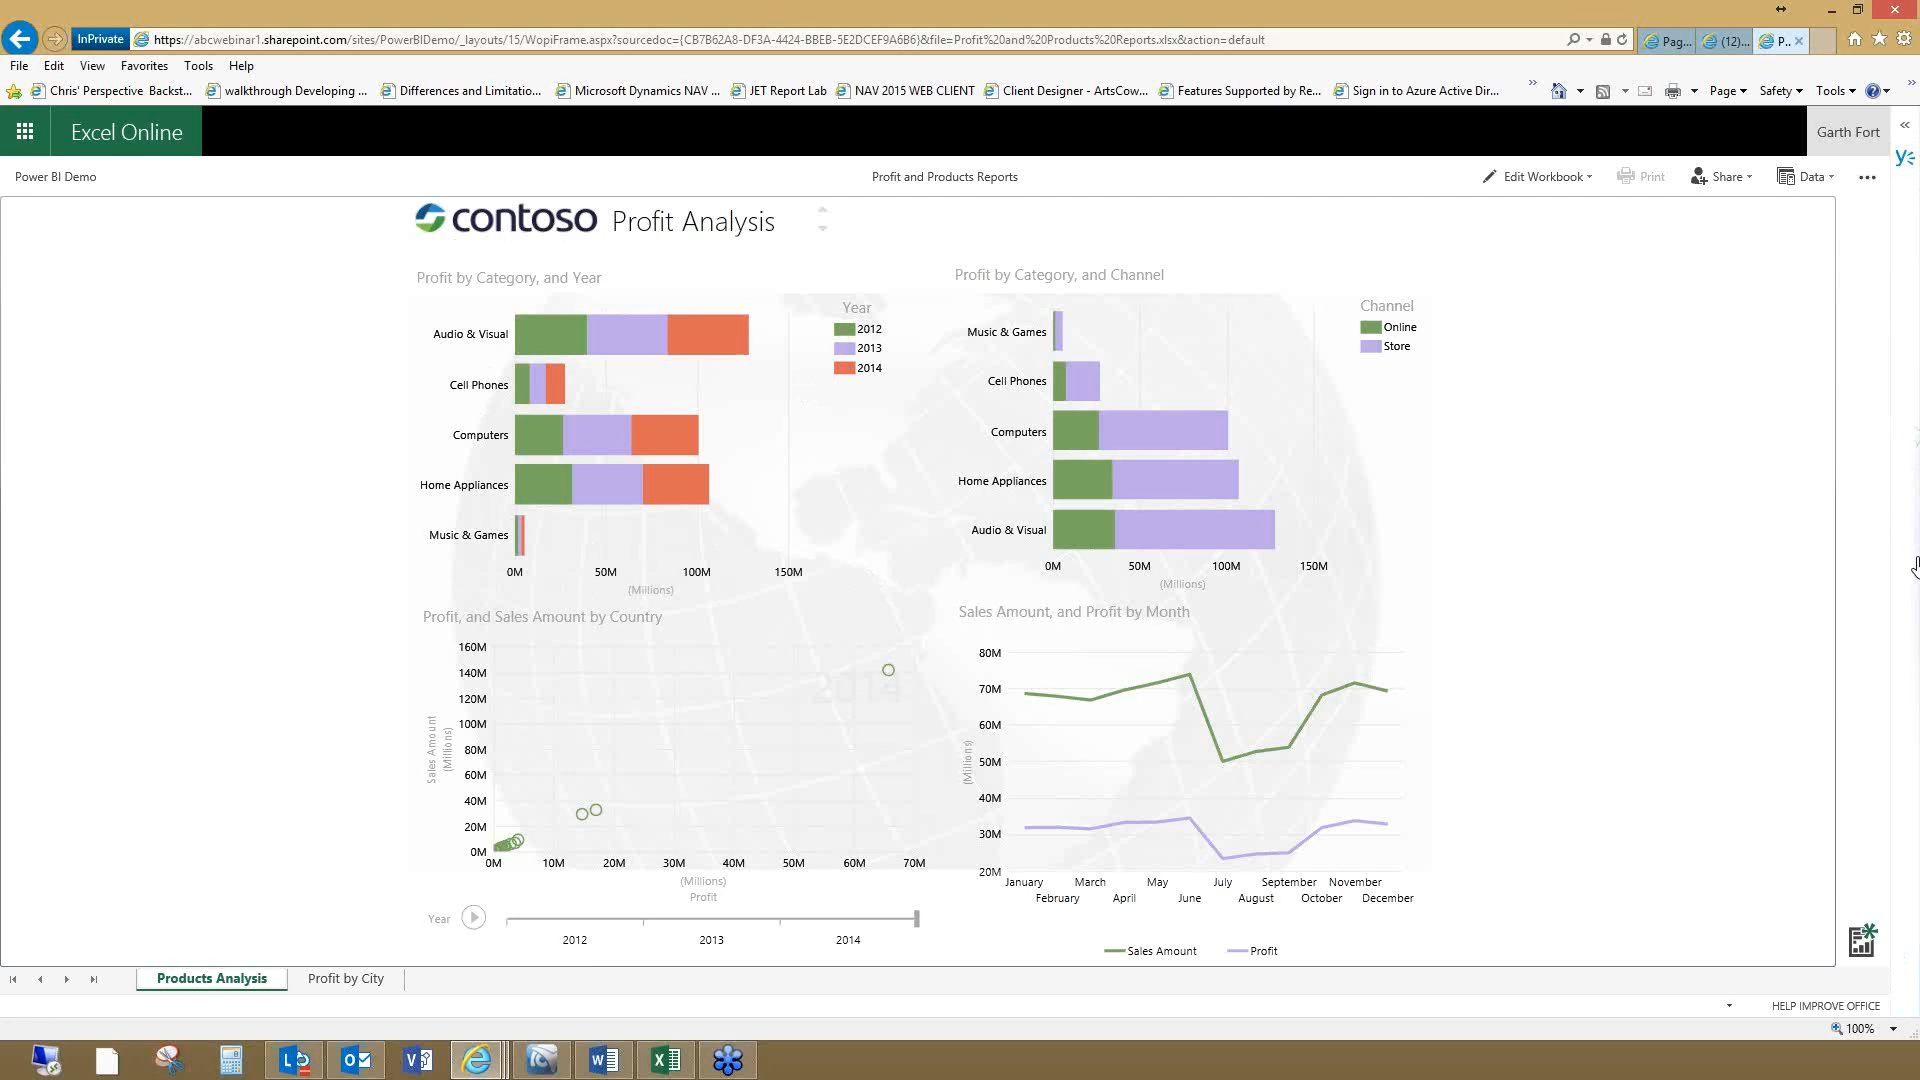 InPrivate
https://abcwebinar1.sharepoint.com/sites/PowerBIDemo/_layouts/15/WopiFrame.aspx?sourcedoc={CB7B62A8-DF3A-4424-BBEB-5E2DCEF9A6B6}&file=Profit%20and%20Products%20Reports.xlsx&action=default
Pag... (12)... P..
File Edit View Favorites Tools Help
Chris' Perspective Backst... walkthrough Developing ... Differences and Limitatio... Microsoft Dynamics NAV ... JET Report Lab NAV 2015 WEB CLIENT Client Designer - ArtsCow... Features Supported by Re... Sign in to Azure Active Dir... Page Safety Tools
Excel Online Garth Fort
Power BI Demo Profit and Products Reports Edit Workbook Print Share Data
contoso Profit Analysis
Profit by Category, and Year
Year
2012
2013
2014
Audio & Visual
Cell Phones
Computers
Home Appliances
Music & Games
0M 50M 100M 150M
(Millions)
Profit by Category, and Channel
Channel
Online
Store
Music & Games
Cell Phones
Computers
Home Appliances
Audio & Visual
0M 50M 100M 150M
(Millions)
Profit, and Sales Amount by Country
2014
Sales Amount
(Millions)
160M
140M
120M
100M
80M
60M
40M
20M
0M
0M 10M 20M 30M 40M 50M 60M 70M
(Millions)
Profit
Year
2012 2013 2014
Sales Amount, and Profit by Month
(Millions)
80M
70M
60M
50M
40M
30M
20M
January March May July September November
February April June August October December
Sales Amount Profit
Products Analysis Profit by City
HELP IMPROVE OFFICE
100%